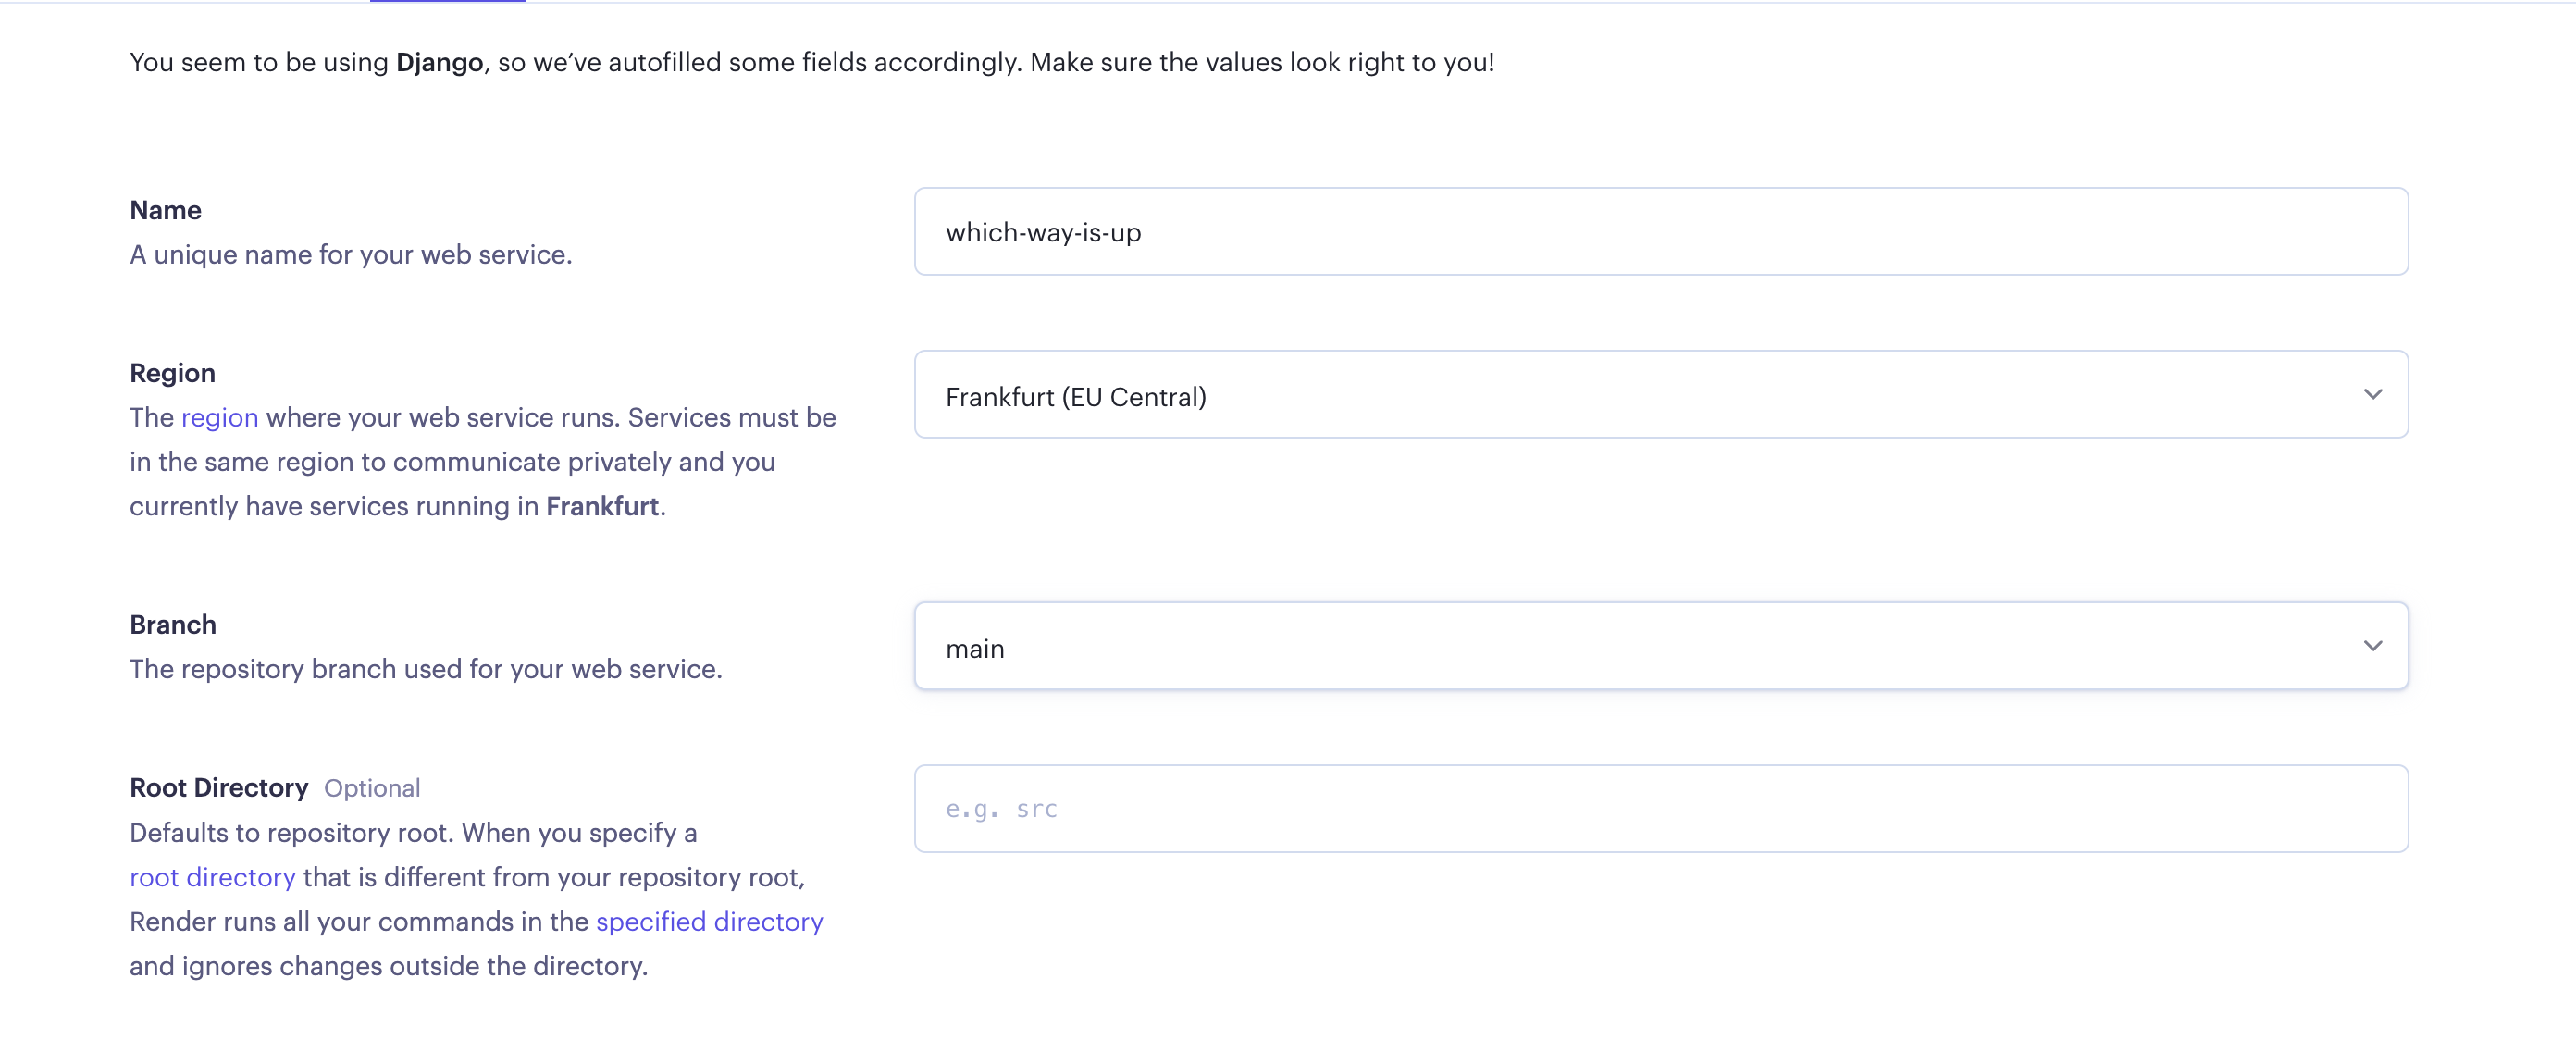 You seem to be using Django, so we’ve autofilled some fields accordingly. Make sure the values look right to you!
Name
A unique name for your web service.
which-way-is-up
Region
The region where your web service runs. Services must be
in the same region to communicate privately and you
currently have services running in Frankfurt.
Frankfurt (EU Central)
Branch
The repository branch used for your web service.
main
Root Directory Optional
Defaults to repository root. When you specify a
root directory that is different from your repository root,
Render runs all your commands in the specified directory
and ignores changes outside the directory.
e.g. src